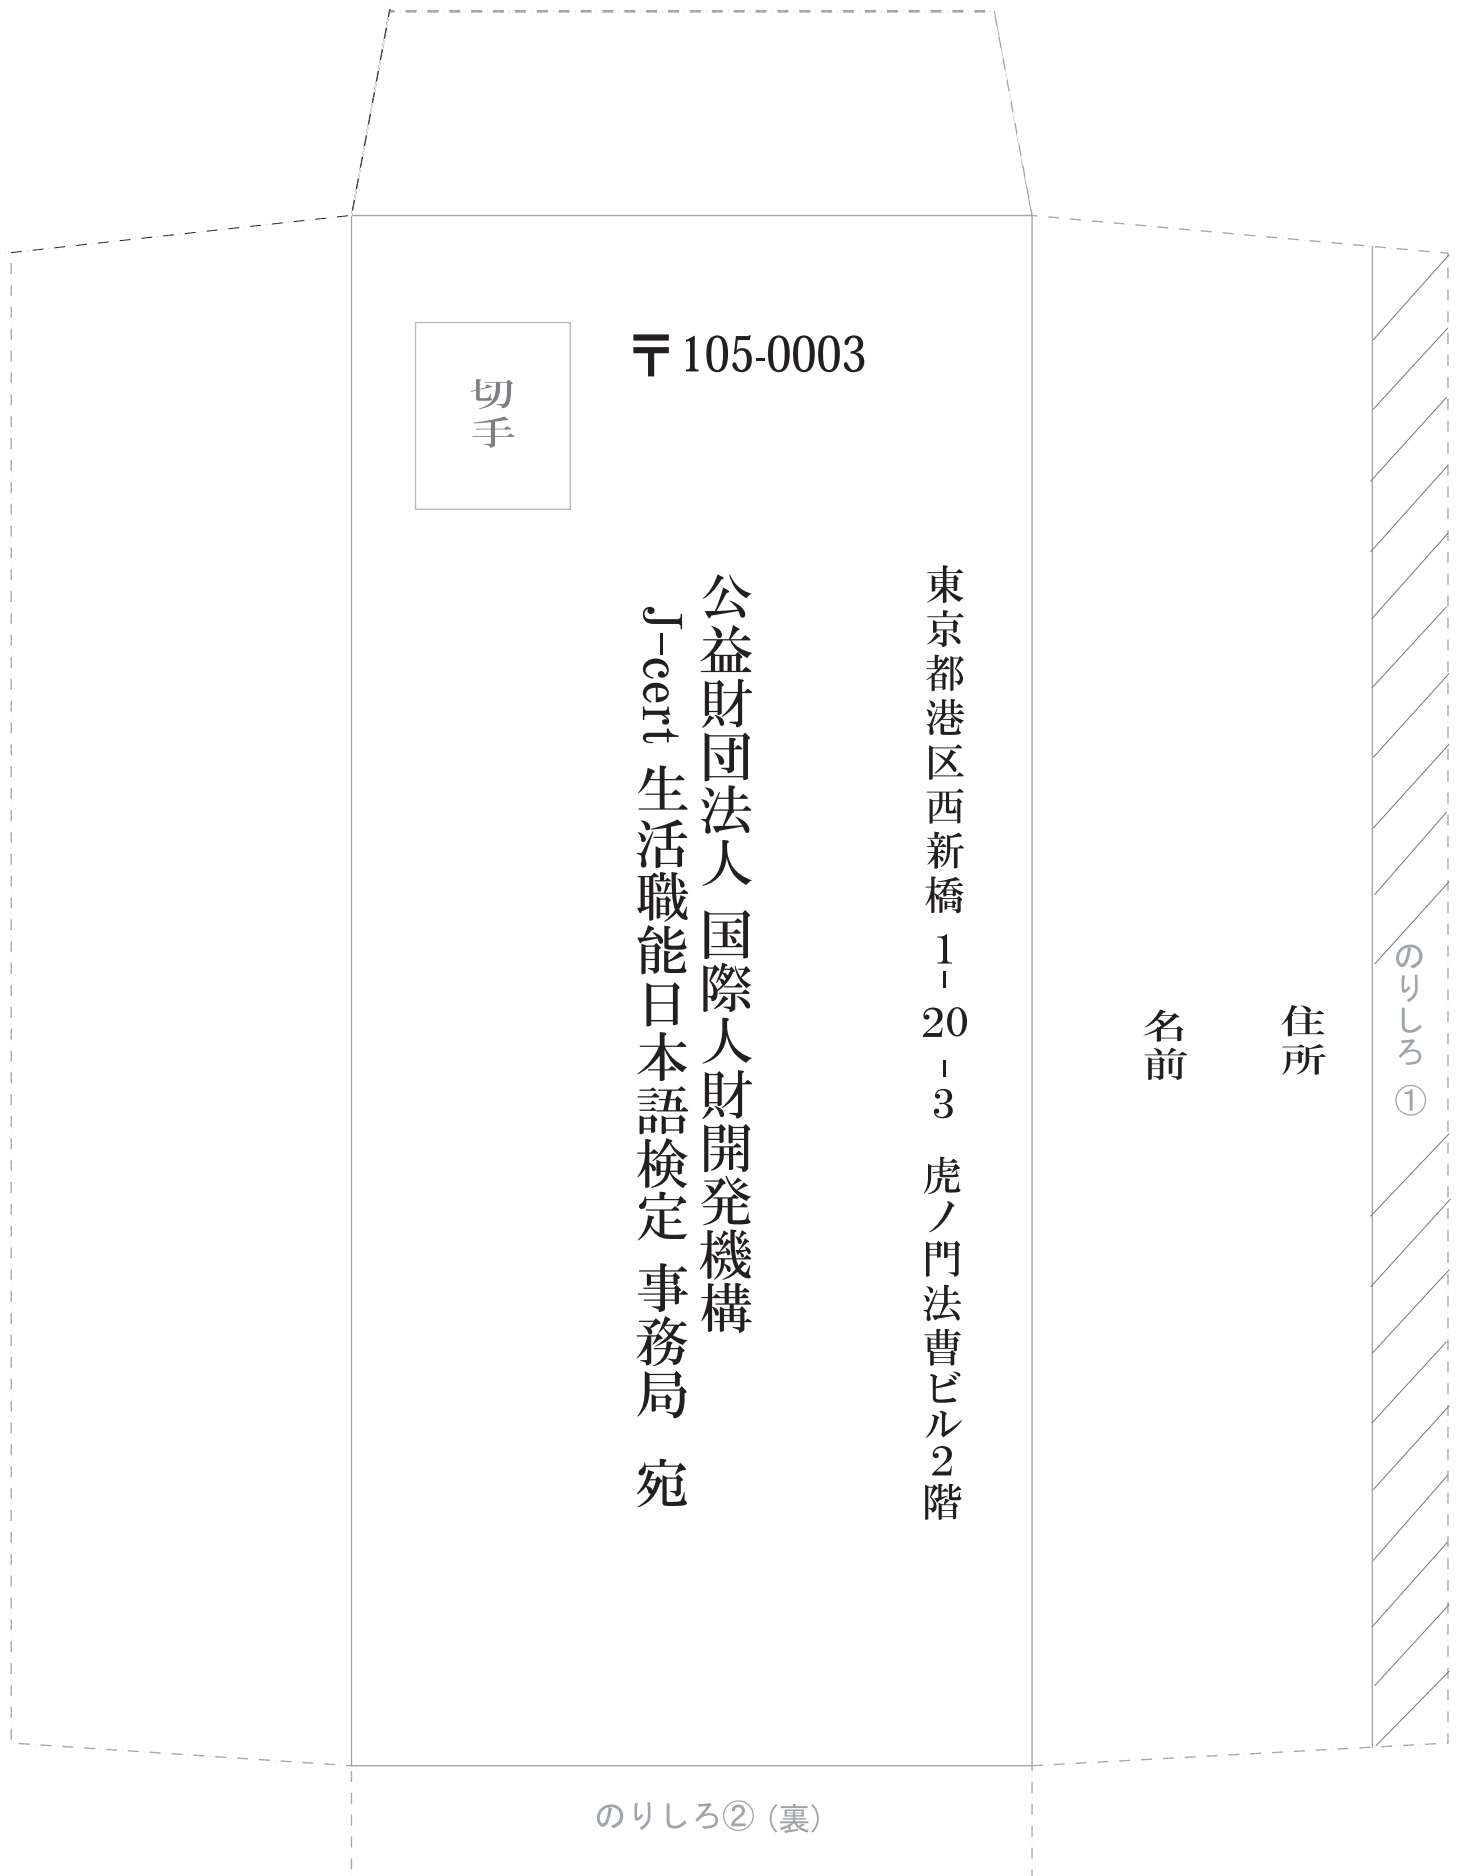 〒105-0003
切手
東京都港区西新橋 1-20-3 虎ノ門法曹ビル2階
公益財団法人 国際人財開発機構
J-cert 生活職能日本語検定 事務局 宛
住所
名前
のりしろ ①
のりしろ② (裏)